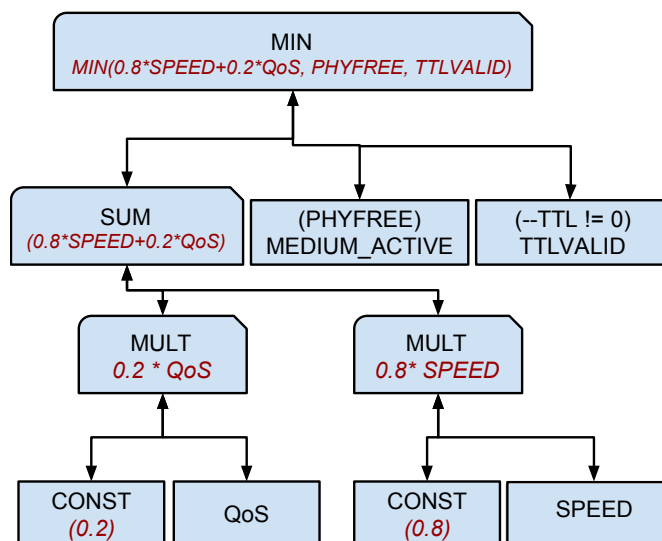 MIN
MIN(0.8*SPEED+0.2*QoS, PHYFREE, TTLVALID)
SUM
(0.8*SPEED+0.2*QoS)
(PHYFREE)
MEDIUM_ACTIVE
(--TTL != 0)
TTLVALID
MULT
0.2 * QoS
MULT
0.8* SPEED
CONST
(0.2)
QoS
CONST
(0.8)
SPEED